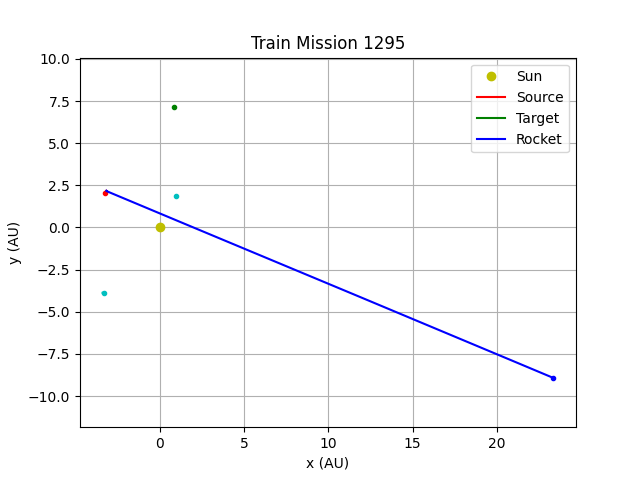 Train Mission 1295
10.0
7.5
5.0
2.5
0.0
−2.5
−5.0
−7.5
−10.0
y (AU)
Sun
Source
Target
Rocket
0 5 10 15 20
x (AU)